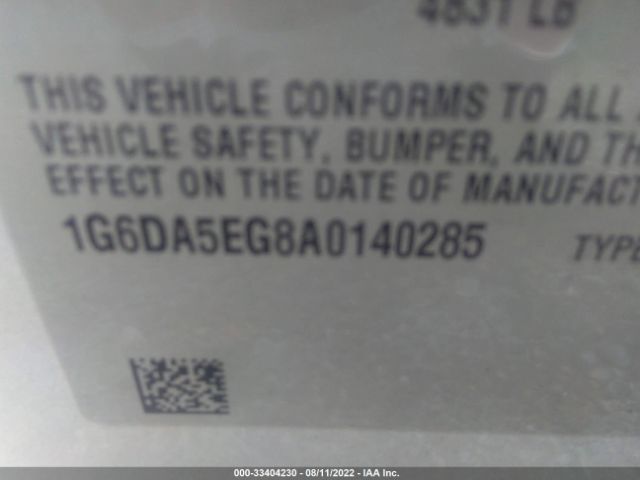 4831 LB
THIS VEHICLE CONFORMS TO ALL
VEHICLE SAFETY, BUMPER, AND TH
EFFECT ON THE DATE OF MANUFACT
1G6DA5EG8A0140285 TYPE
000-33404230 - 08/11/2022 - IAA Inc.